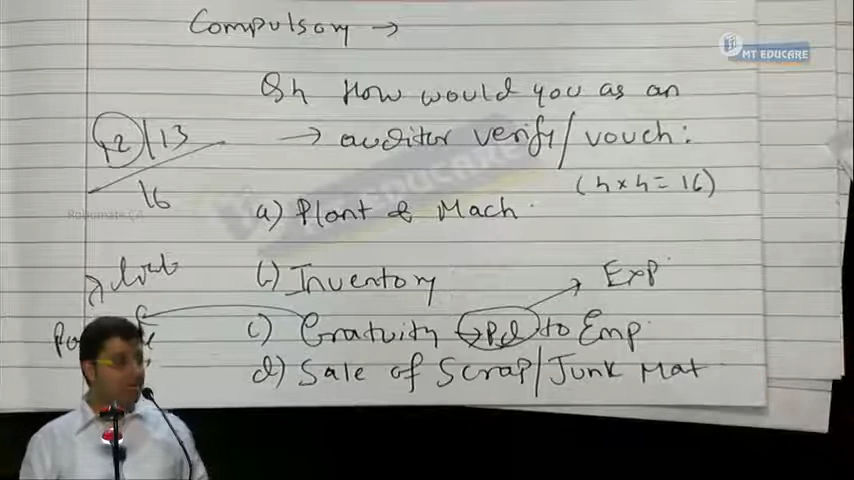 Compulsory →
MT EDUCARE
Qn How would you as an
→ auditor verify/vouch:
12/13
16
(4 x 4 = 16)
a) Plant & Mach.
b) Inventory
Exp
c) Gratuity → Pd to Emp.
d) Sale of Scrap/Junk Mat